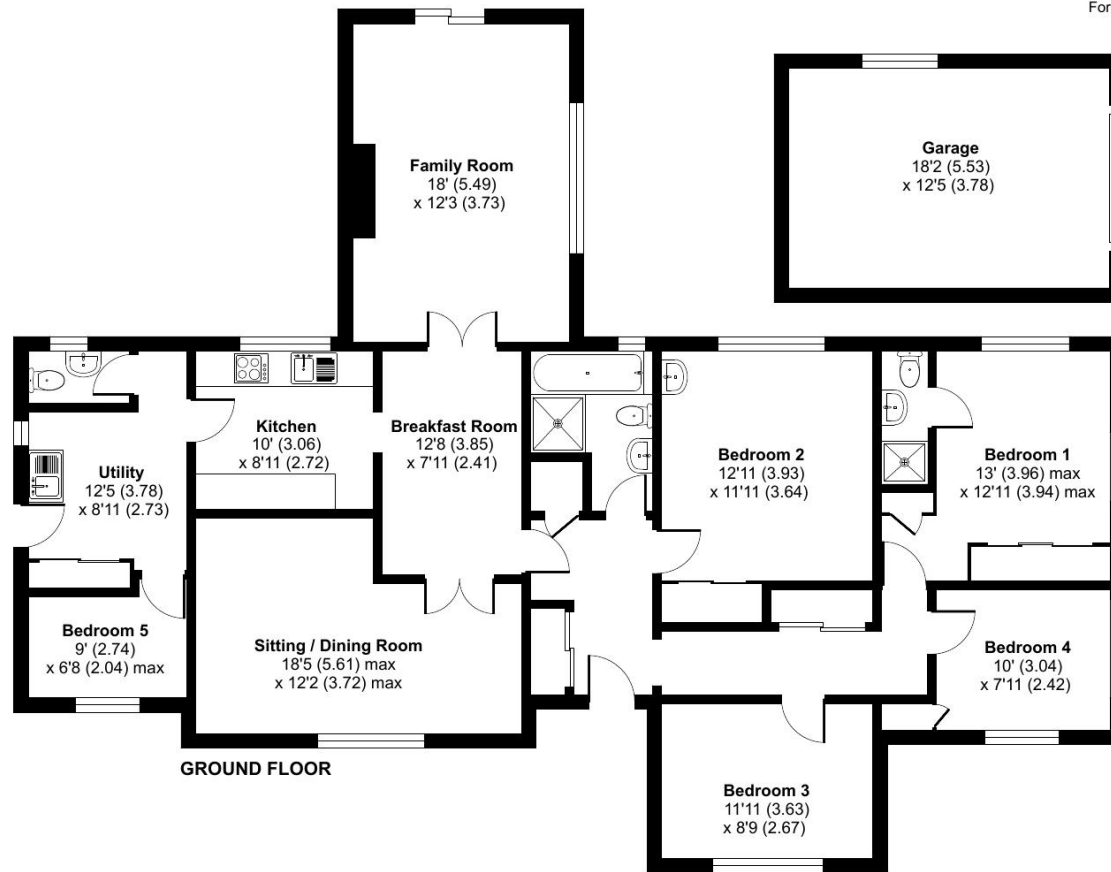 For
Garage
18'2 (5.53)
x 12'5 (3.78)
Family Room
18' (5.49)
x 12'3 (3.73)
Kitchen
10' (3.06)
x 8'11 (2.72)
Breakfast Room
12'8 (3.85)
x 7'11 (2.41)
Utility
12'5 (3.78)
x 8'11 (2.73)
Bedroom 2
12'11 (3.93)
x 11'11 (3.64)
Bedroom 1
13' (3.96) max
x 12'11 (3.94) max
Bedroom 5
9' (2.74)
x 6'8 (2.04) max
Sitting / Dining Room
18'5 (5.61) max
x 12'2 (3.72) max
Bedroom 4
10' (3.04)
x 7'11 (2.42)
GROUND FLOOR
Bedroom 3
11'11 (3.63)
x 8'9 (2.67)